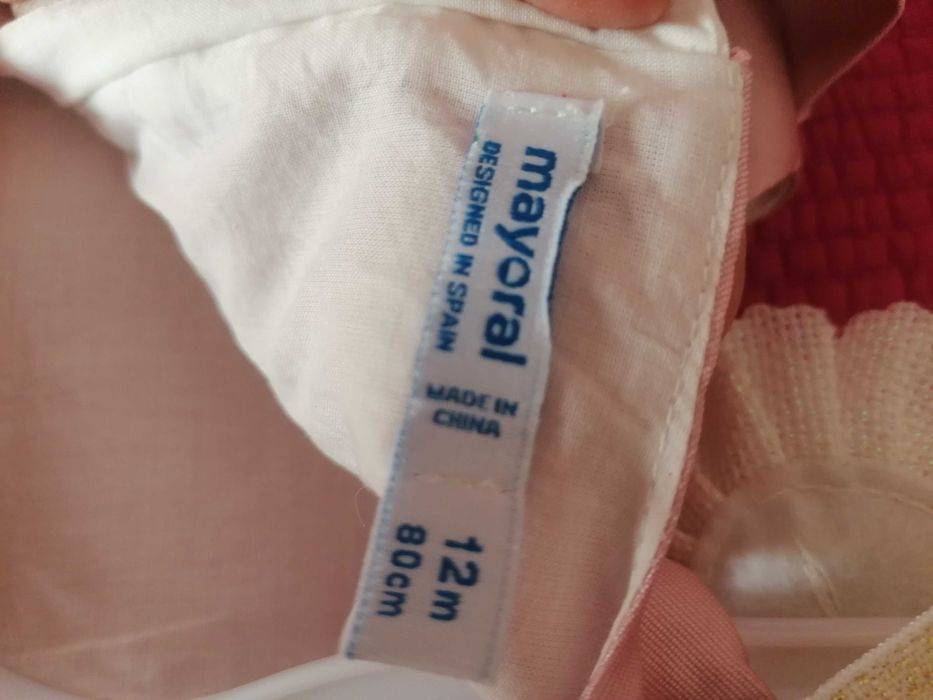 mayoral
DESIGNED IN SPAIN
MADE IN
CHINA
12m
80cm